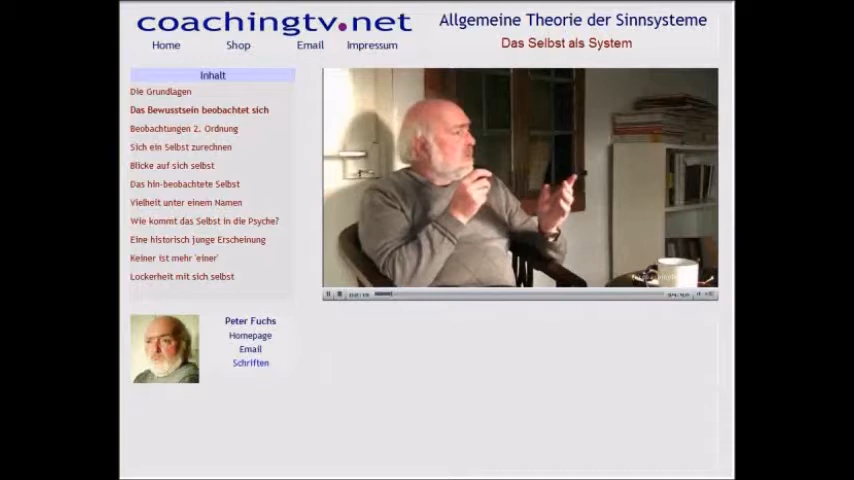 coachingtv.net
Allgemeine Theorie der Sinnsysteme
Home Shop Email Impressum
Das Selbst als System
Inhalt
Die Grundlagen
Das Bewusstsein beobachtet sich
Beobachtungen 2. Ordnung
Sich ein Selbst zurechnen
Blicke auf sich selbst
Das hin-beobachtete Selbst
Vielheit unter einem Namen
Wie kommt das Selbst in die Psyche?
Eine historisch junge Erscheinung
Keiner ist mehr 'einer'
Lockerheit mit sich selbst
Peter Fuchs
Homepage
Email
Schriften